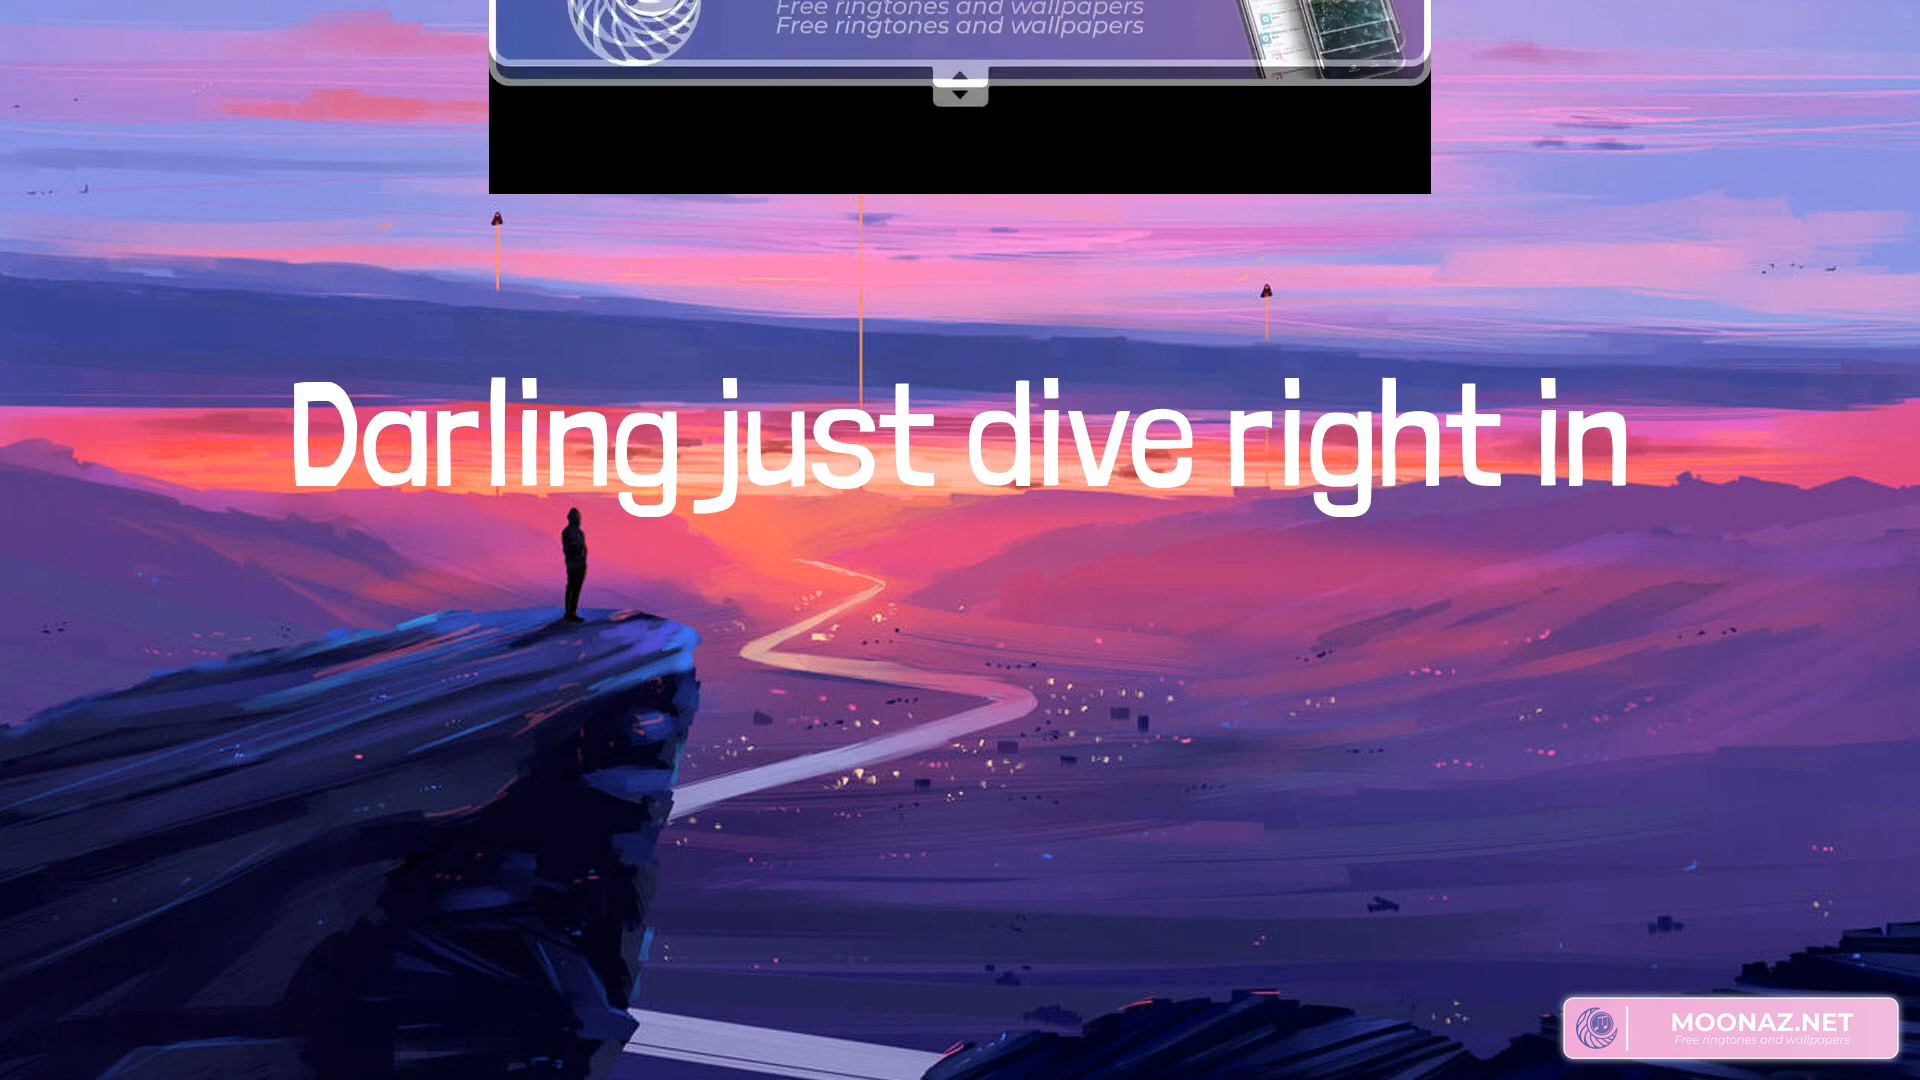 Free ringtones and wallpapers
Free ringtones and wallpapers
Darling just dive right in
MOONAZ.NET
Free ringtones and wallpapers